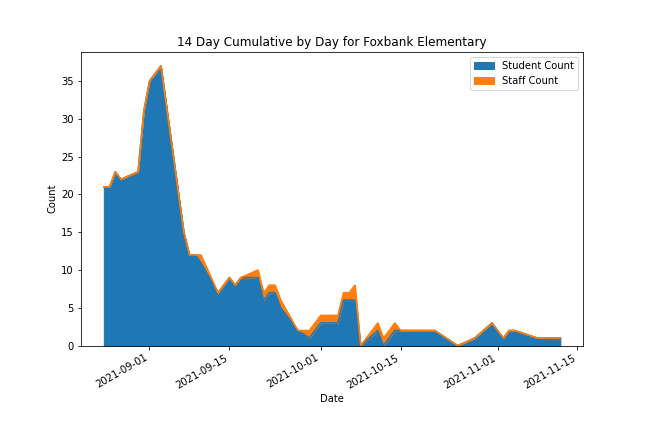 14 Day Cumulative by Day for Foxbank Elementary
Student Count
Staff Count
35
30
25
20
15
10
5
0
Count
2021-09-01
2021-09-15
2021-10-01
2021-10-15
2021-11-01
2021-11-15
Date